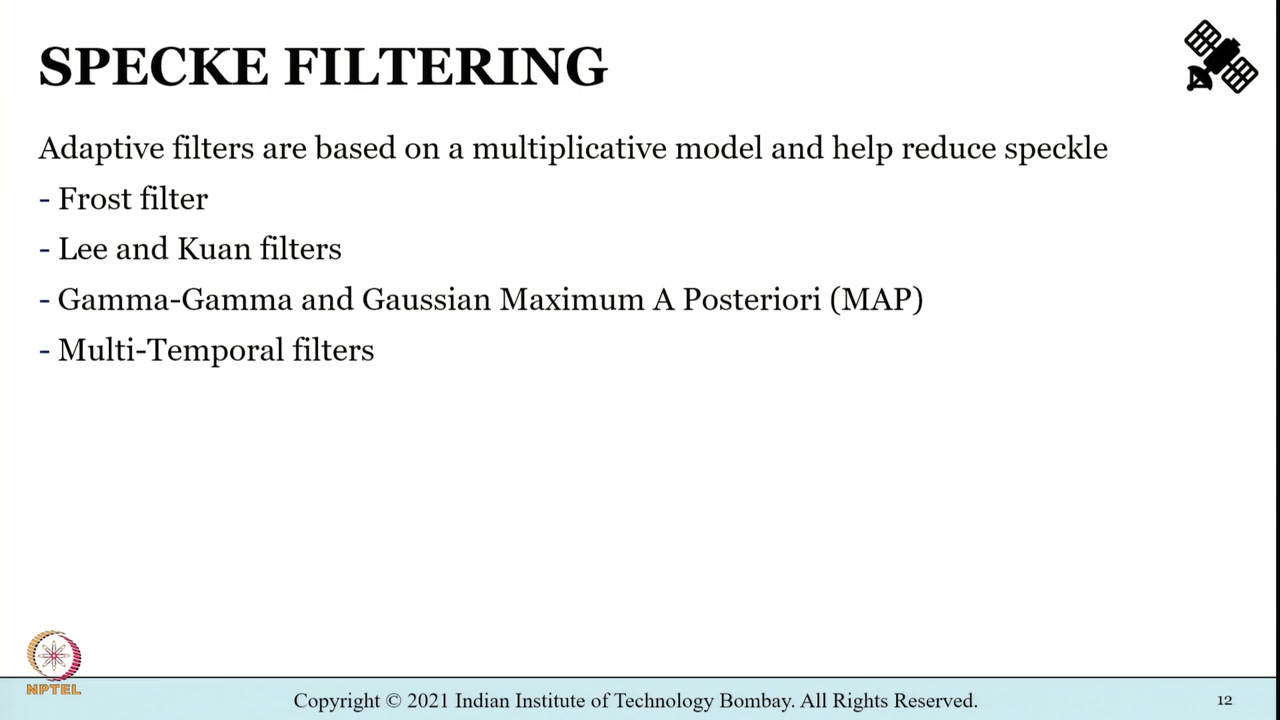 SPECKE FILTERING
Adaptive filters are based on a multiplicative model and help reduce speckle
- Frost filter
- Lee and Kuan filters
- Gamma-Gamma and Gaussian Maximum A Posteriori (MAP)
- Multi-Temporal filters
NPTEL
Copyright © 2021 Indian Institute of Technology Bombay. All Rights Reserved.
12